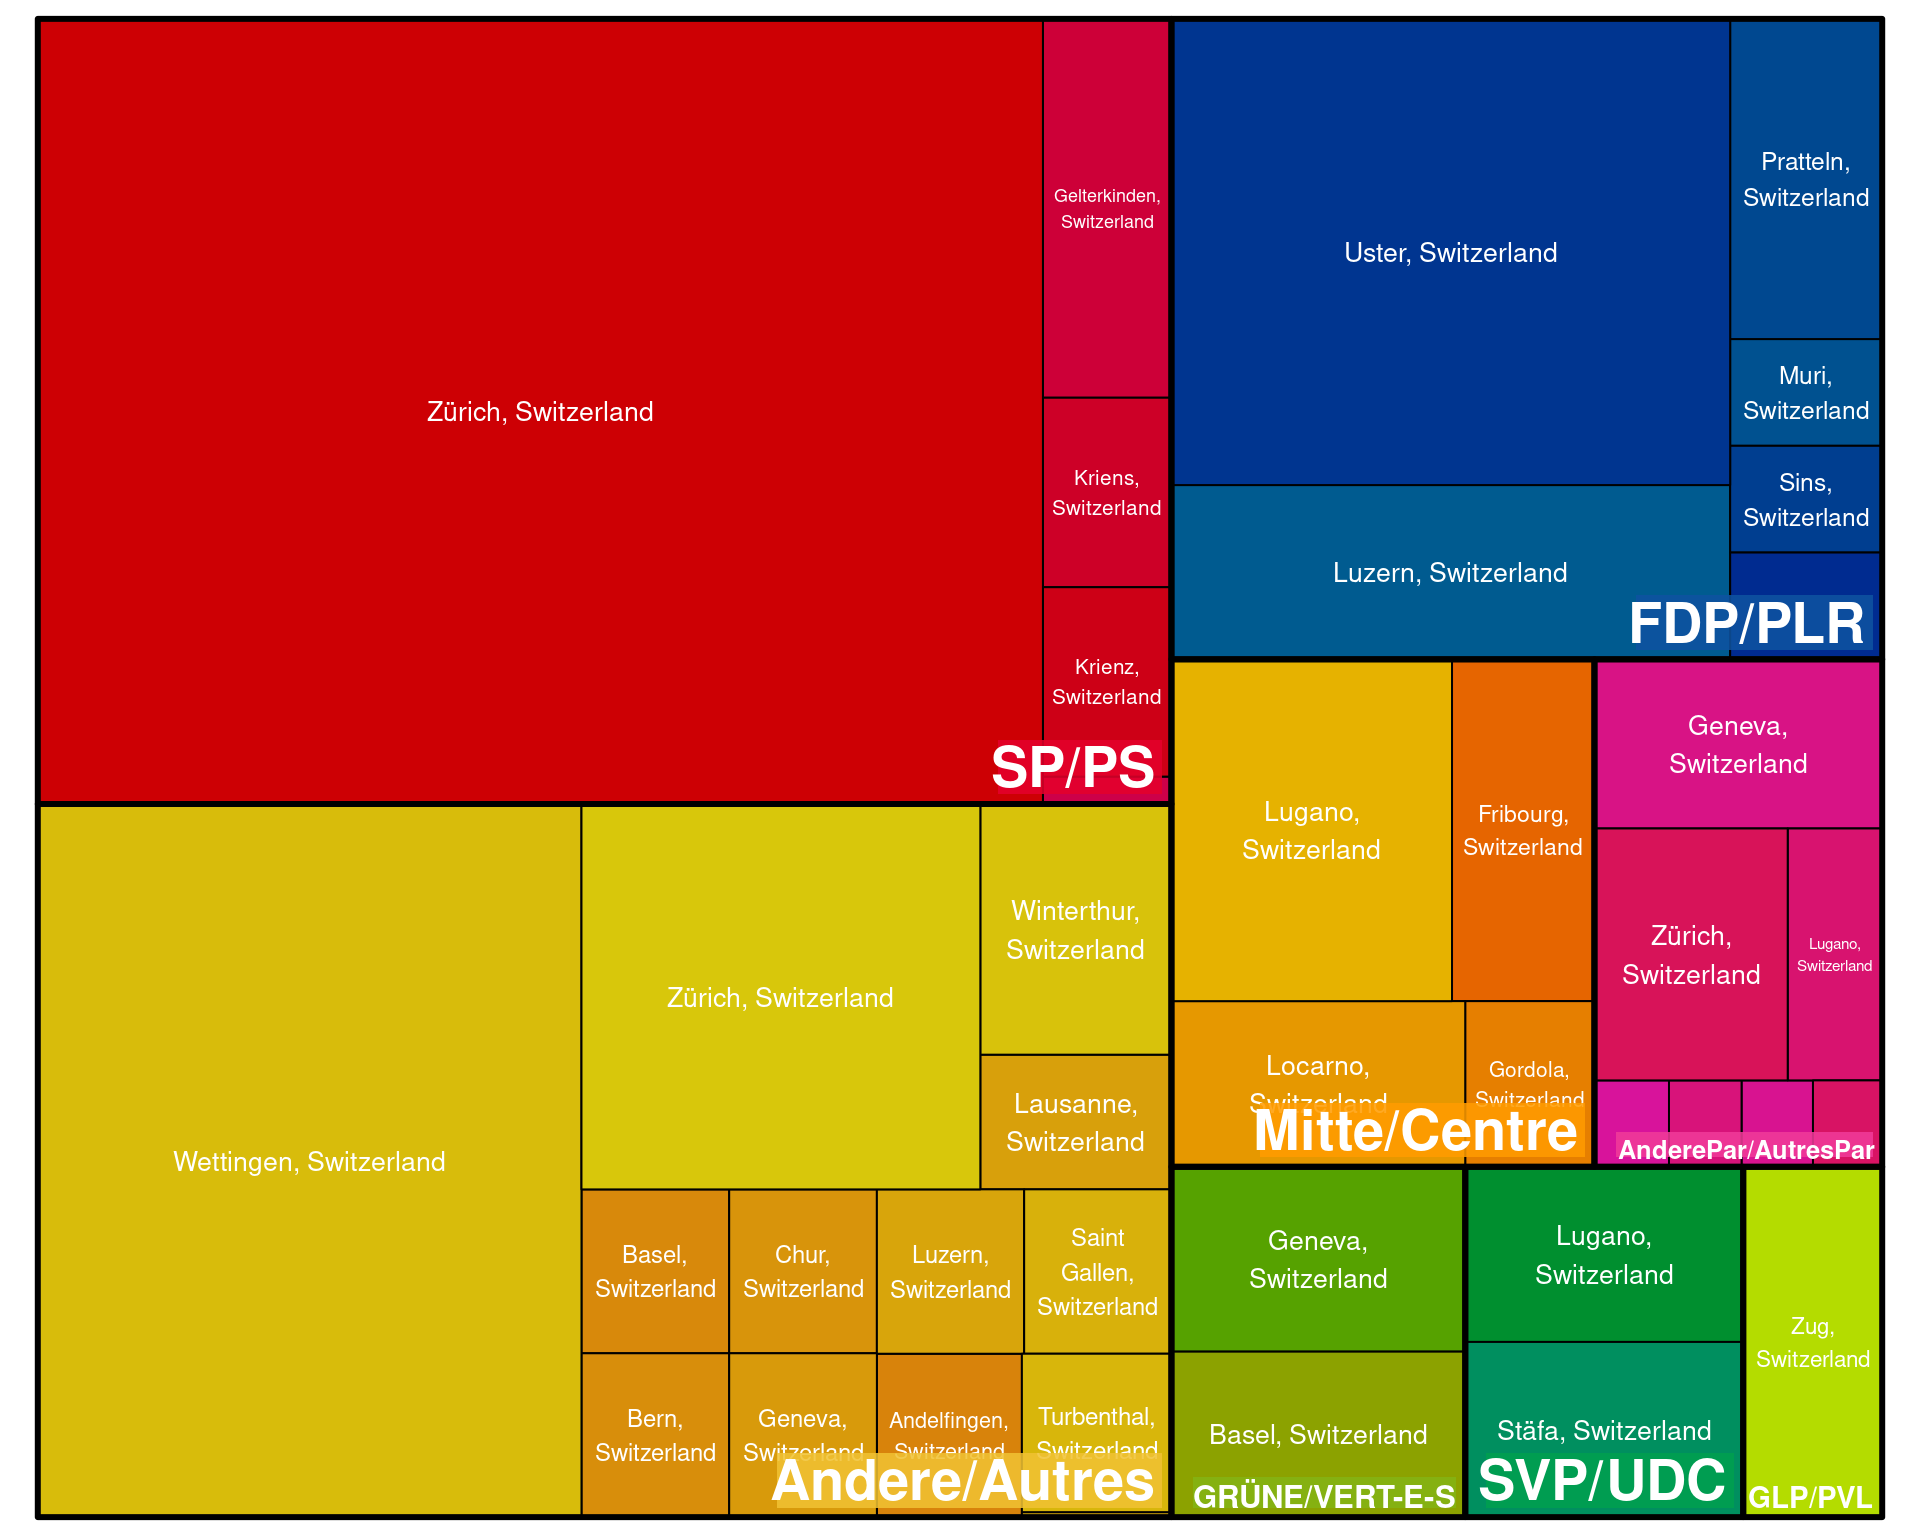 Zürich, Switzerland
Gelterkinden,
Switzerland
Kriens,
Switzerland
Krienz,
Switzerland
SP/PS
Uster, Switzerland
Pratteln,
Switzerland
Muri,
Switzerland
Sins,
Switzerland
Luzern, Switzerland
FDP/PLR
Wettingen, Switzerland
Zürich, Switzerland
Winterthur,
Switzerland
Lausanne,
Switzerland
Basel,
Switzerland
Chur,
Switzerland
Luzern,
Switzerland
Saint
Gallen,
Switzerland
Bern,
Switzerland
Geneva,
Switzerland
Andelfingen,
Switzerland
Turbenthal,
Switzerland
Andere/Autres
Lugano,
Switzerland
Fribourg,
Switzerland
Locarno,
Switzerland
Gordola,
Switzerland
Mitte/Centre
Geneva,
Switzerland
Zürich,
Switzerland
Lugano,
Switzerland
AnderePar/AutresPar
Geneva,
Switzerland
Basel, Switzerland
GRÜNE/VERT-E-S
Lugano,
Switzerland
Stäfa, Switzerland
SVP/UDC
Zug,
Switzerland
GLP/PVL